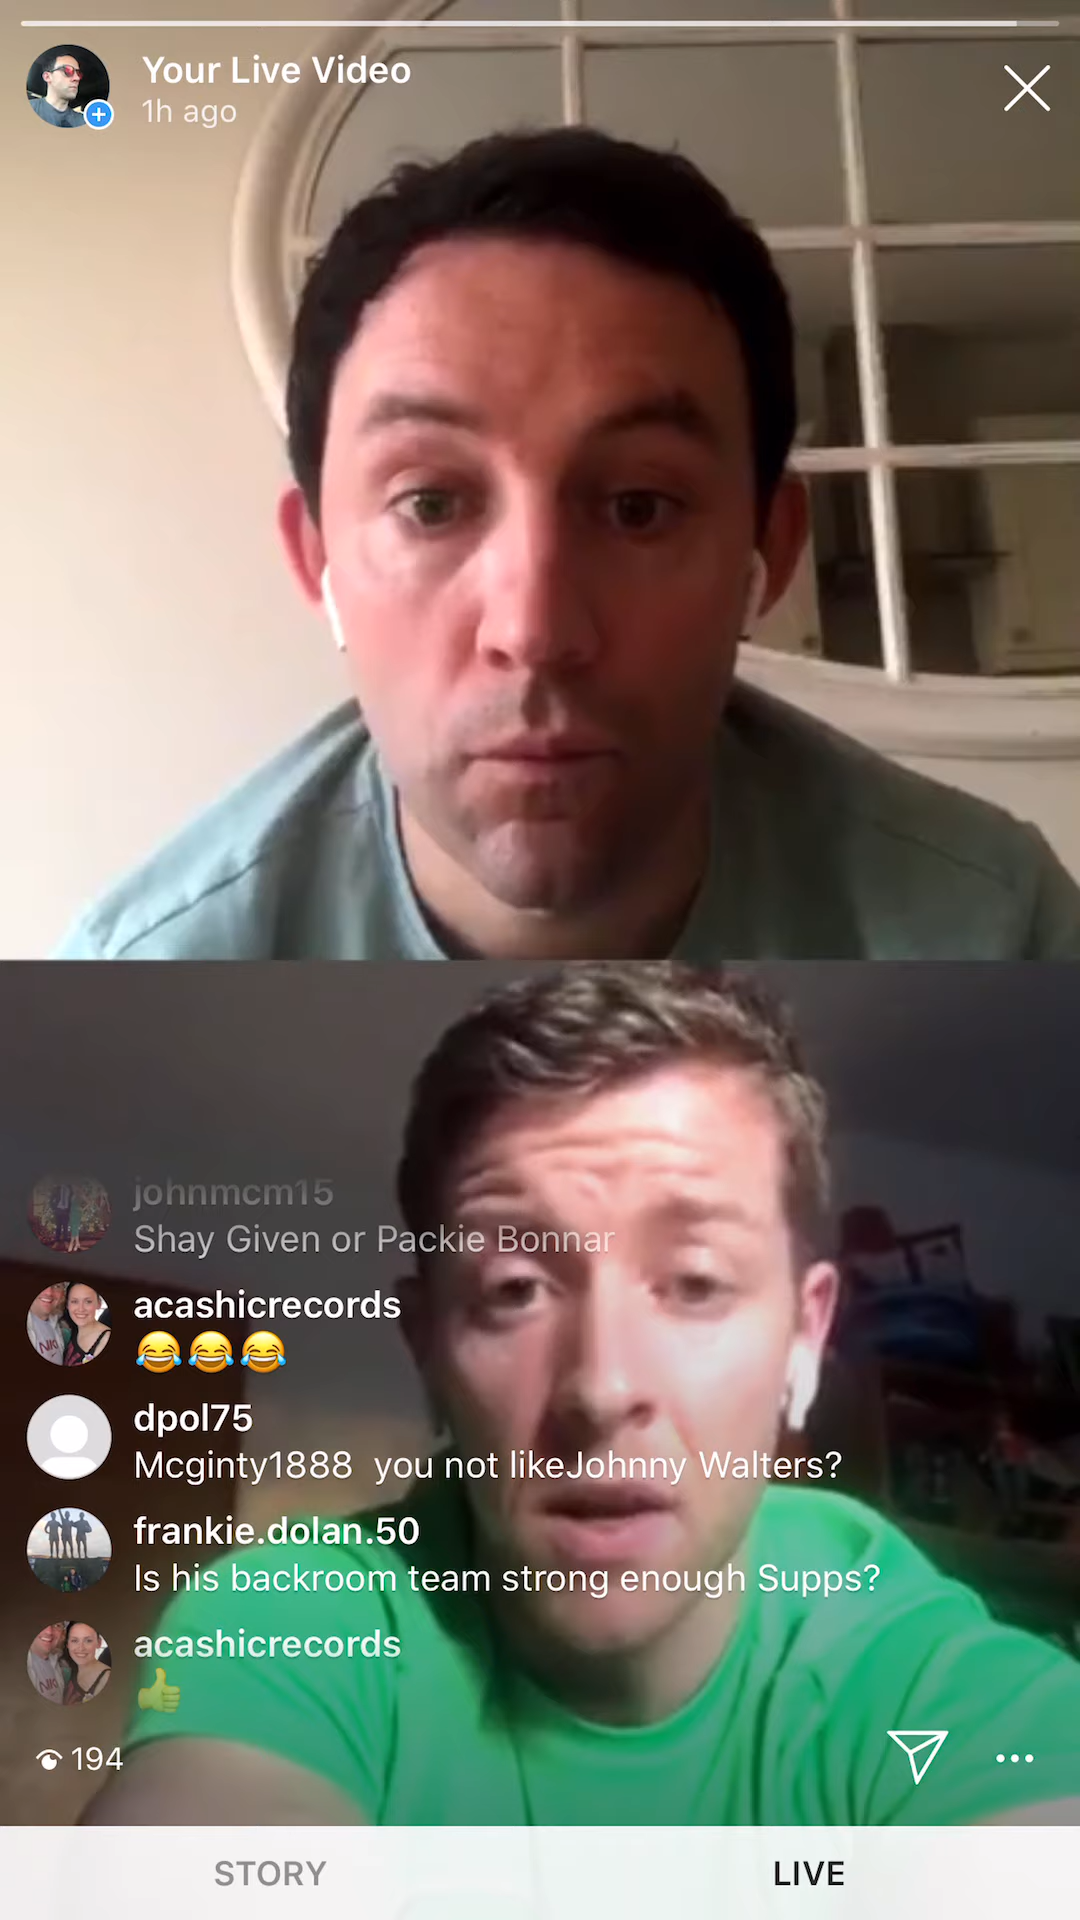 Your Live Video
1h ago
johnmcm15
Shay Given or Packie Bonnar
acashicrecords
😂😂😂
dpol75
Mcginty1888  you not likeJohnny Walters?
frankie.dolan.50
Is his backroom team strong enough Supps?
acashicrecords
👍
194
STORY
LIVE